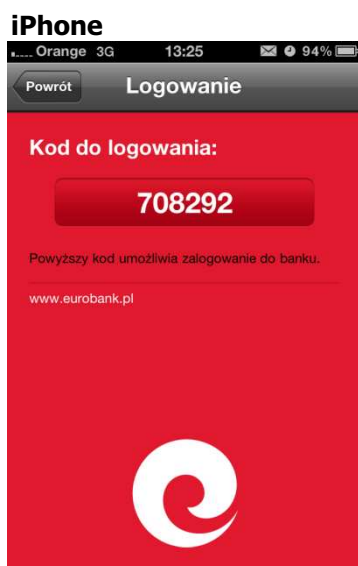 iPhone
Orange 3G 13:25 94%
Powrót Logowanie
Kod do logowania:
708292
Powyższy kod umożliwia zalogowanie do banku.
www.eurobank.pl